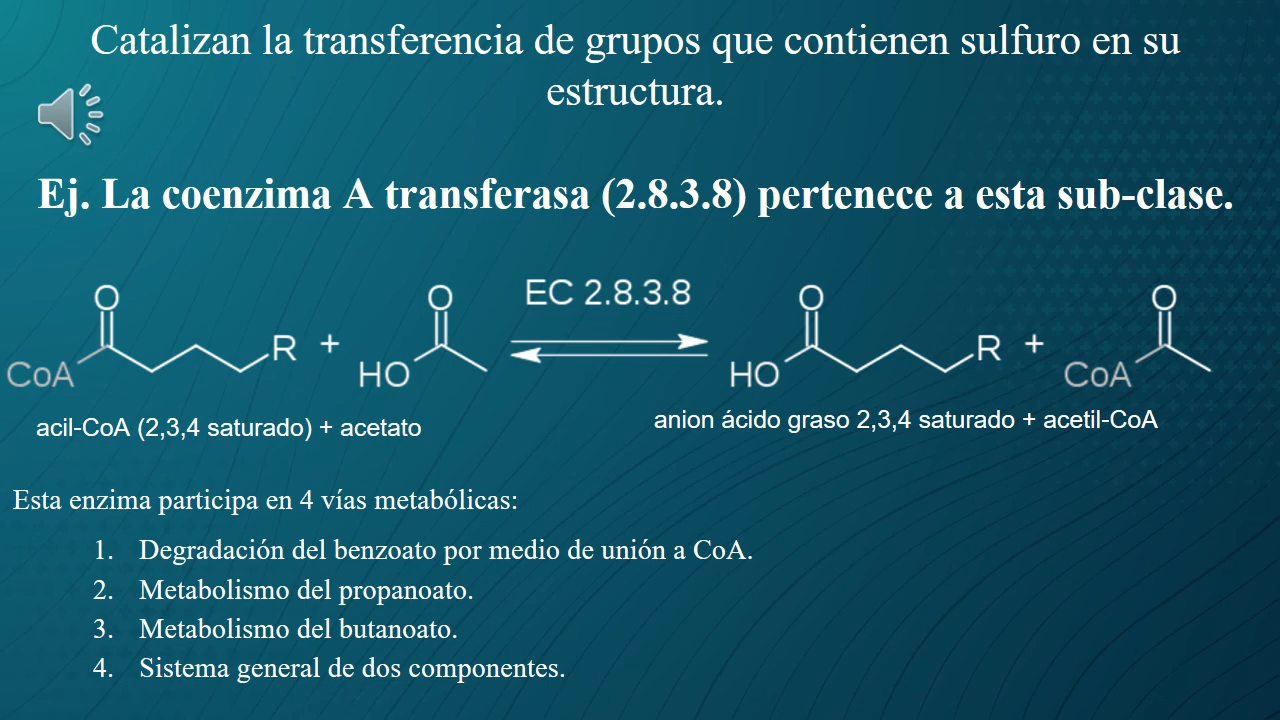 Catalizan la transferencia de grupos que contienen sulfuro en su
estructura.
Ej. La coenzima A transferasa (2.8.3.8) pertenece a esta sub-clase.
EC 2.8.3.8
O O O O
CoA R + HO HO R + CoA
acil-CoA (2,3,4 saturado) + acetato
anion ácido graso 2,3,4 saturado + acetil-CoA
Esta enzima participa en 4 vías metabólicas:
1. Degradación del benzoato por medio de unión a CoA.
2. Metabolismo del propanoato.
3. Metabolismo del butanoato.
4. Sistema general de dos componentes.